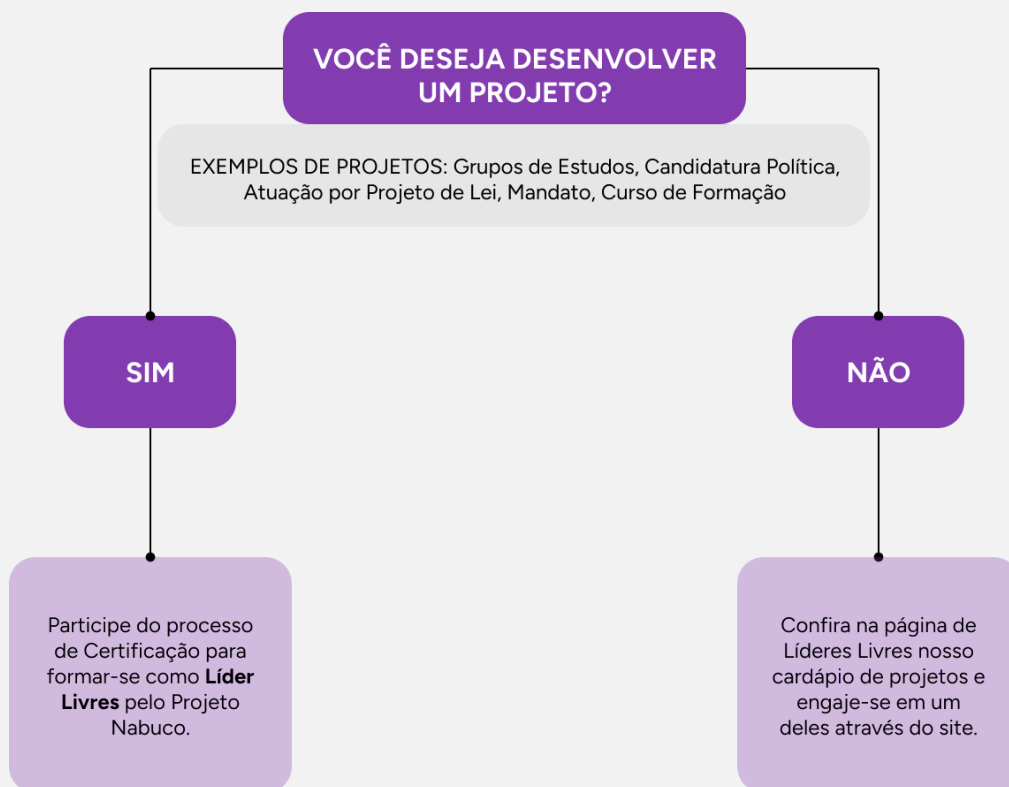 VOCÊ DESEJA DESENVOLVER
UM PROJETO?
EXEMPLOS DE PROJETOS: Grupos de Estudos, Candidatura Política,
Atuação por Projeto de Lei, Mandato, Curso de Formação
SIM
NÃO
Participe do processo
de Certificação para
formar-se como Líder
Livres pelo Projeto
Nabuco.
Confira na página de
Líderes Livres nosso
cardápio de projetos e
engaje-se em um
deles através do site.